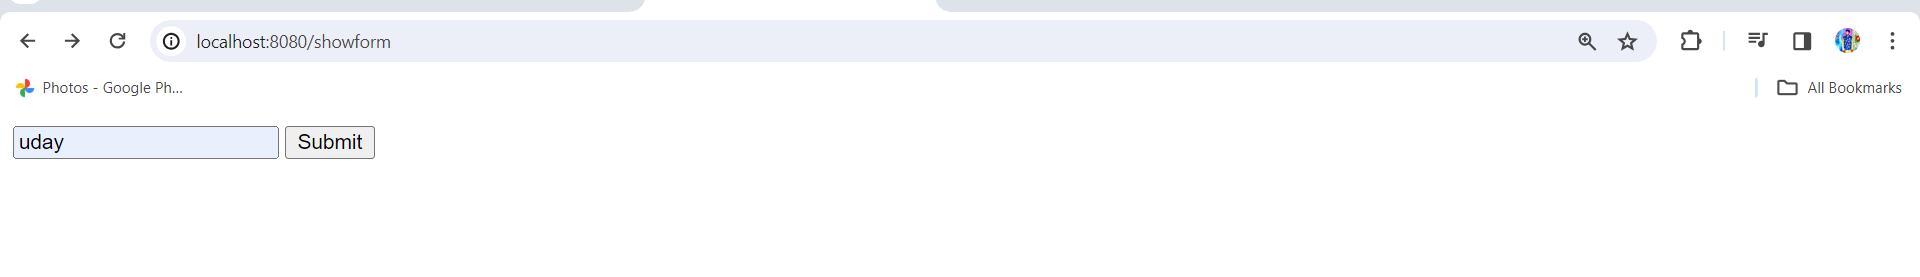 localhost:8080/showform
Photos - Google Ph...
All Bookmarks
uday
Submit